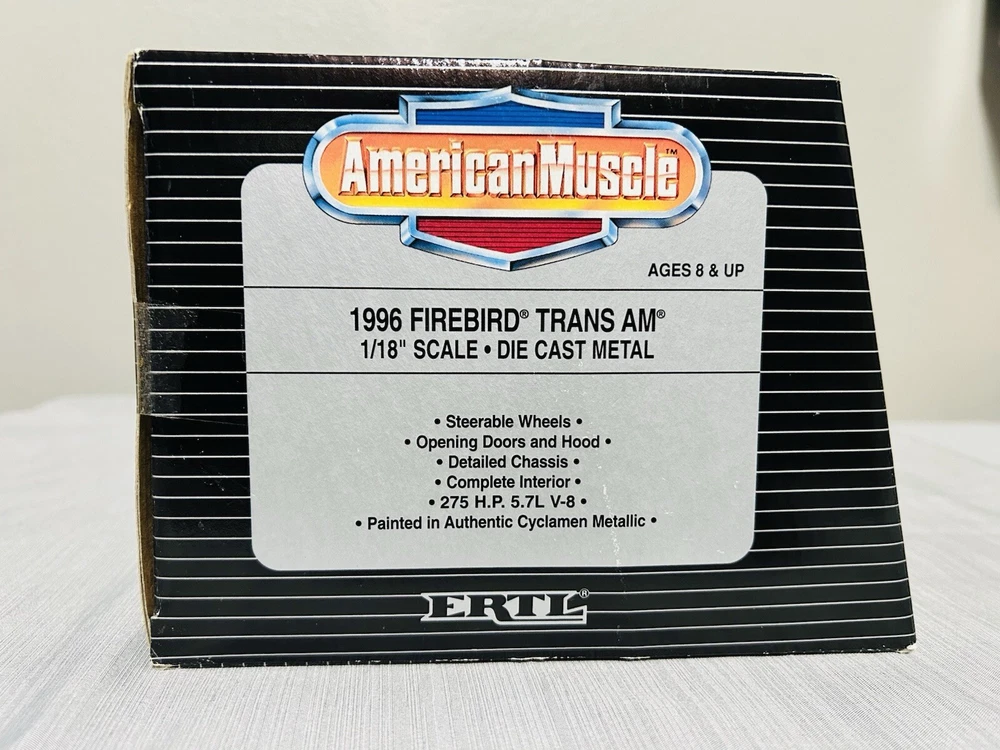 AmericanMuscle™
AGES 8 & UP
1996 FIREBIRD® TRANS AM®
1/18" SCALE • DIE CAST METAL
• Steerable Wheels •
• Opening Doors and Hood •
• Detailed Chassis •
• Complete Interior •
• 275 H.P. 5.7L V-8 •
• Painted in Authentic Cyclamen Metallic •
ERTL®